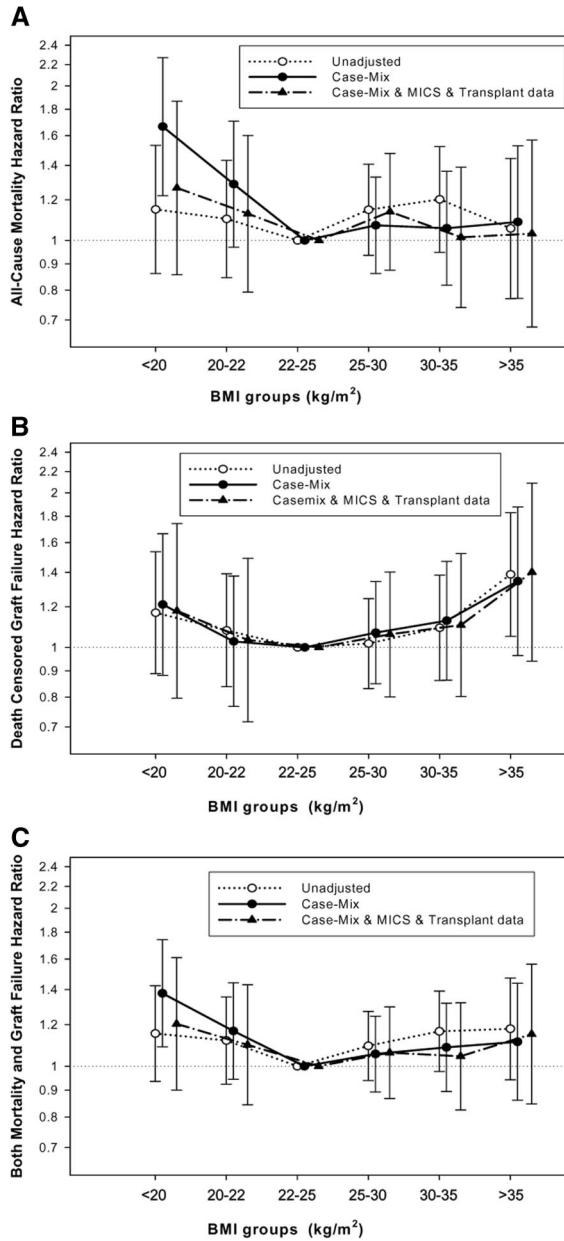 A
Unadjusted
Case-Mix
Case-Mix & MICS & Transplant data
All-Cause Mortality Hazard Ratio
2.4
2.2
2
1.8
1.6
1.4
1.2
1
0.9
0.8
0.7
<20 20-22 22-25 25-30 30-35 >35
BMI groups (kg/m²)
B
Unadjusted
Case-Mix
Casemix & MICS & Transplant data
Death Censored Graft Failure Hazard Ratio
2.4
2.2
2
1.8
1.6
1.4
1.2
1
0.9
0.8
0.7
<20 20-22 22-25 25-30 30-35 >35
BMI groups (kg/m²)
C
Unadjusted
Case-Mix
Case-Mix & MICS & Transplant data
Both Mortality and Graft Failure Hazard Ratio
2.4
2.2
2
1.8
1.6
1.4
1.2
1
0.9
0.8
0.7
<20 20-22 22-25 25-30 30-35 >35
BMI groups (kg/m²)